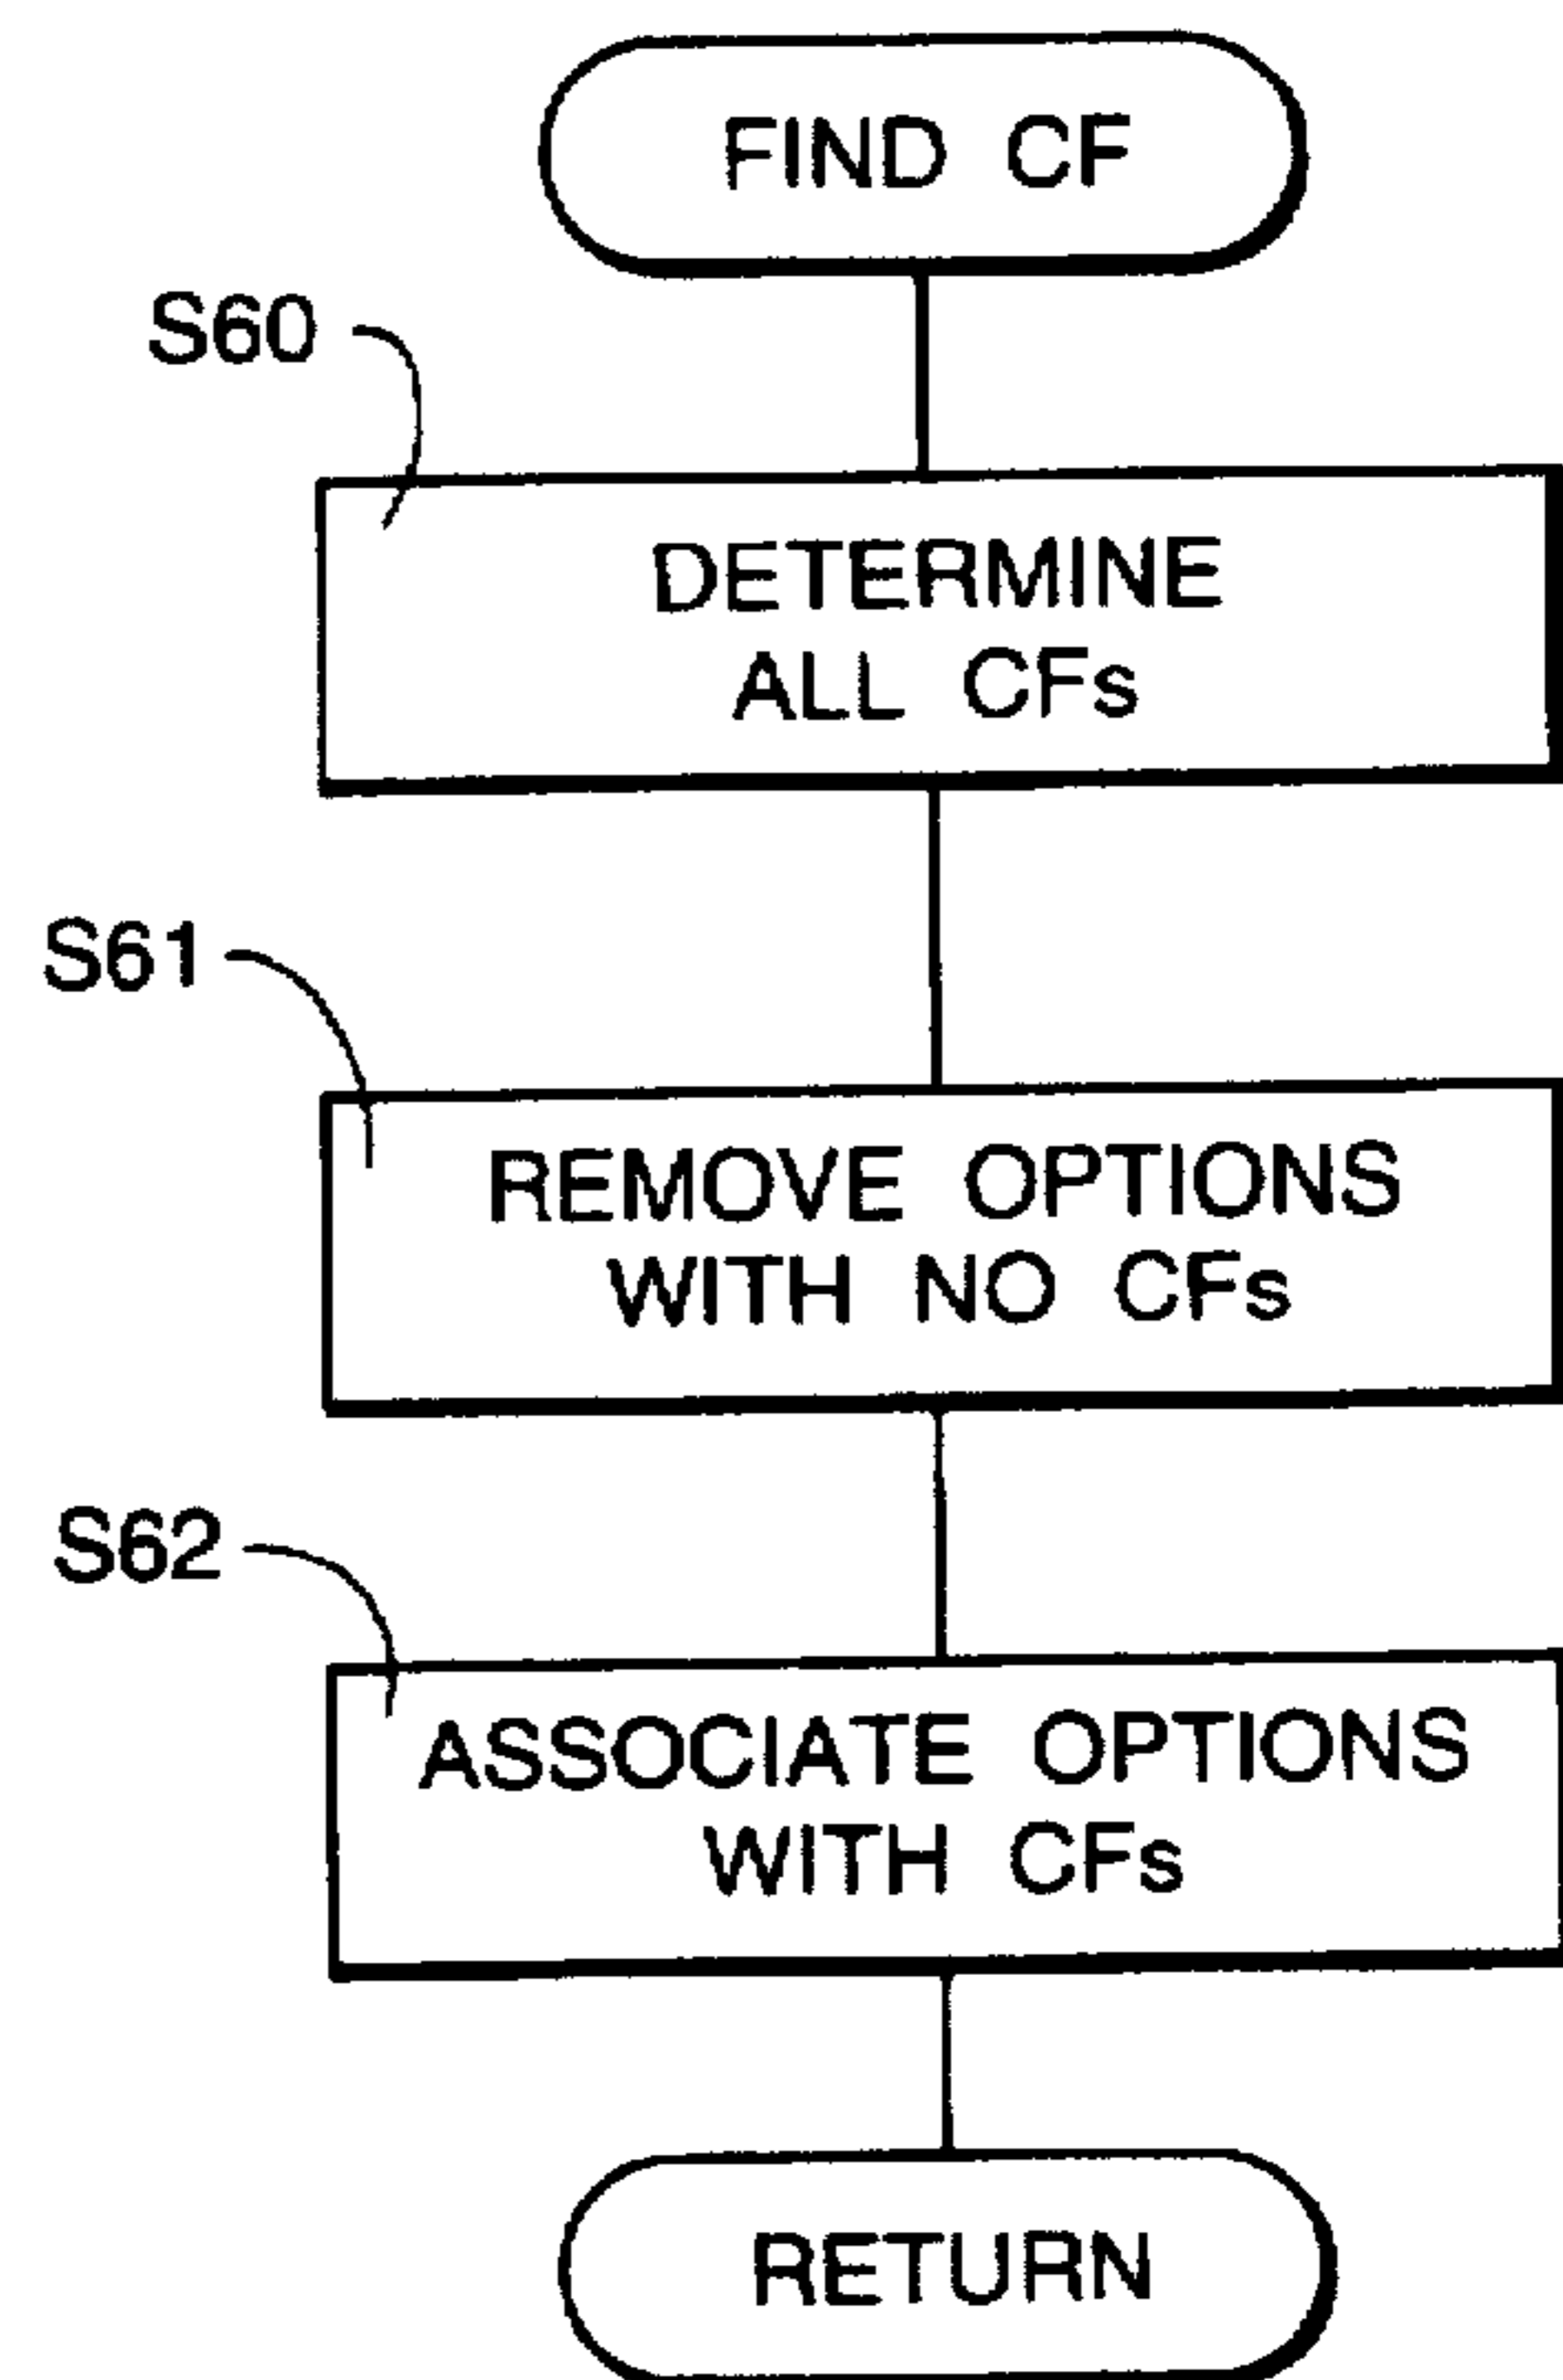 FIND CF
S60
DETERMINE
ALL CFs
S61
REMOVE OPTIONS
WITH NO CFs
S62
ASSOCIATE OPTIONS
WITH CFs
RETURN